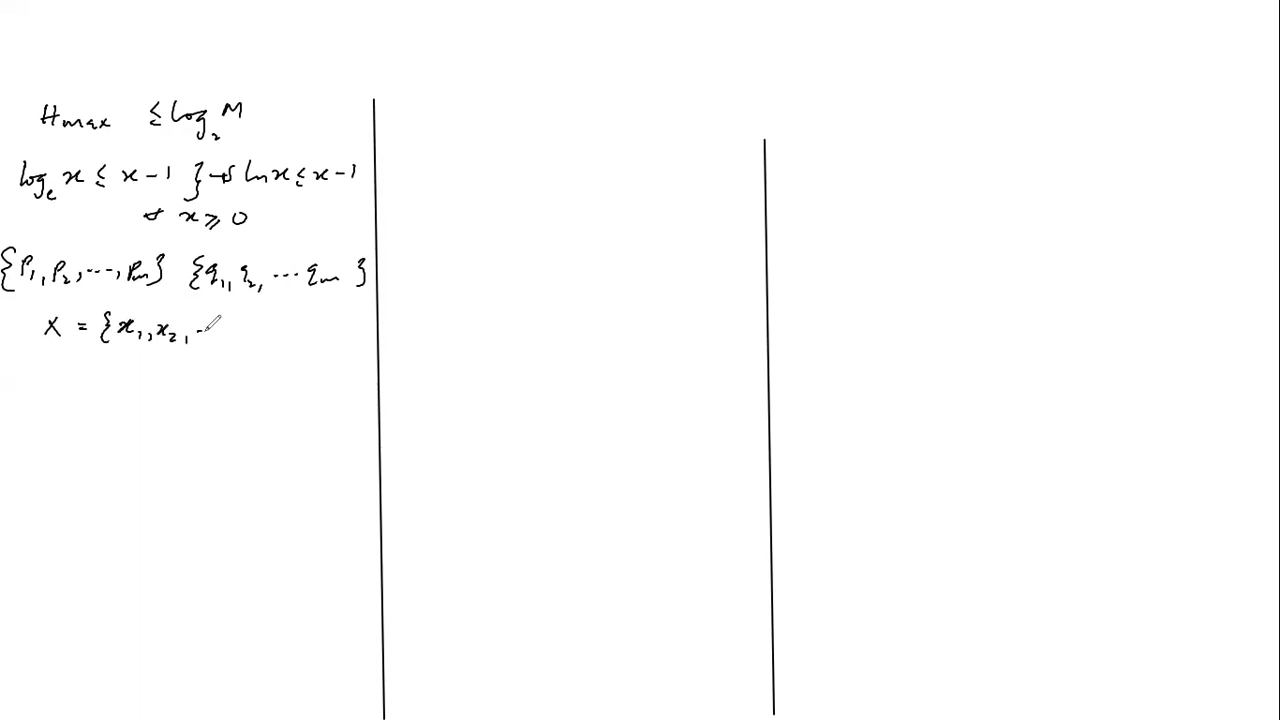 Hmax ≤ log₂ M
logₑ x ≤ x-1 } → ln x ≤ x-1
∀ x ≥ 0
{P₁, P₂, ..., Pm} {q₁, q₂, ... qm}
X = {x₁, x₂, -